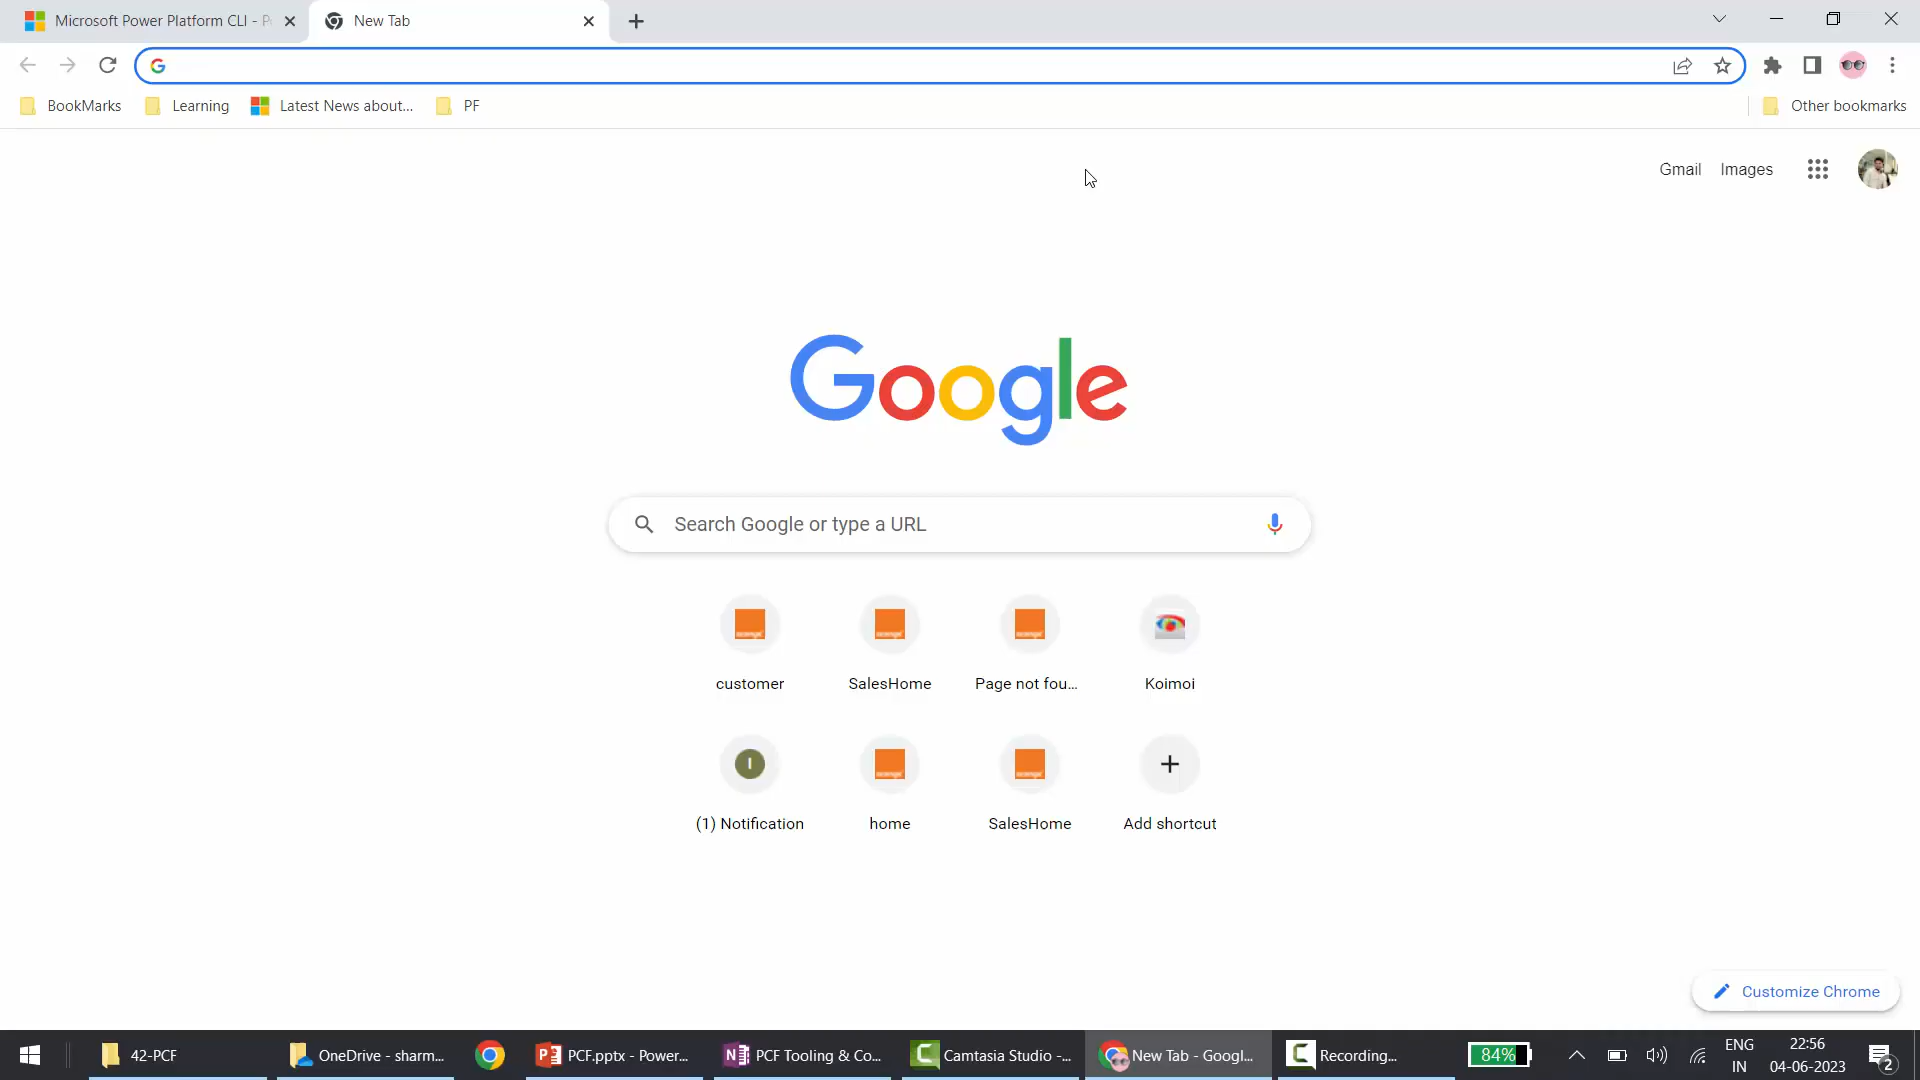 Microsoft Power Platform CLI - P
New Tab
BookMarks
Learning
Latest News about...
PF
Other bookmarks
Gmail
Images
Google
Search Google or type a URL
customer
SalesHome
Page not fou...
Koimoi
(1) Notification
home
SalesHome
Add shortcut
Customize Chrome
42-PCF
OneDrive - sharm...
PCF.pptx - Power...
PCF Tooling & Co...
Camtasia Studio -...
New Tab - Googl...
Recording...
84%
ENG
IN
22:56
04-06-2023
2